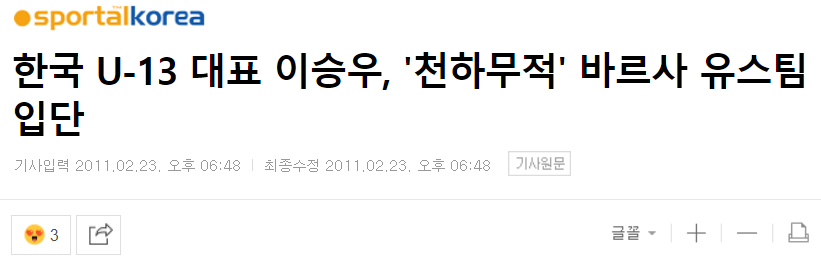 sportalkorea
한국 U-13 대표 이승우, '천하무적' 바르사 유스팀
입단
기사입력 2011.02.23. 오후 06:48 최종수정 2011.02.23. 오후 06:48 기사원문
3 글꼴